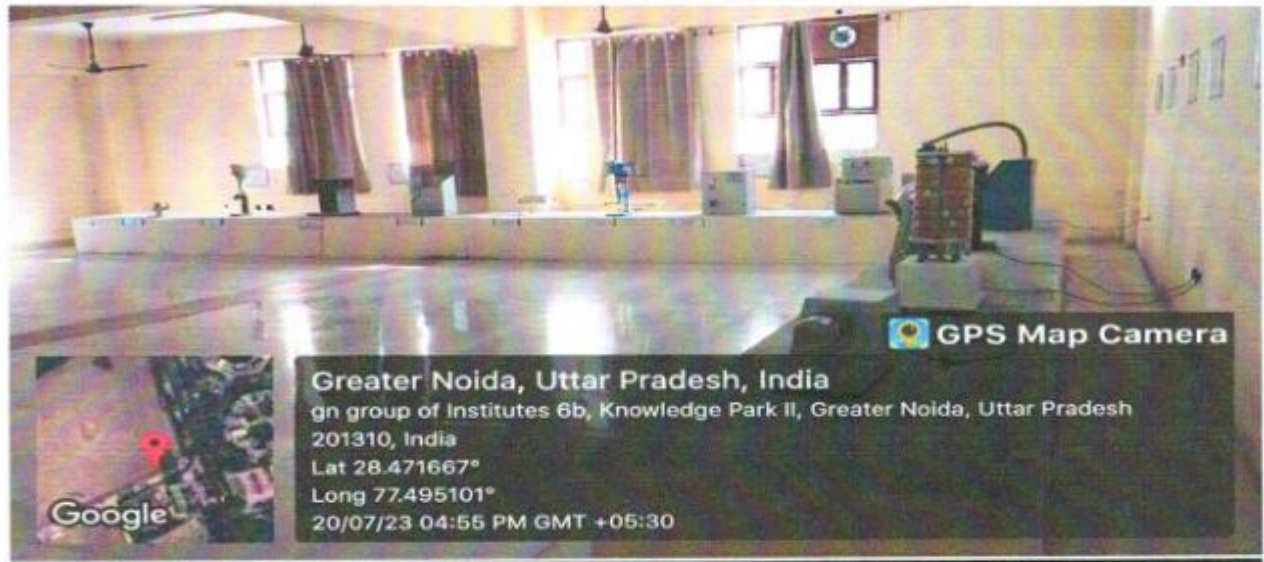 GPS Map Camera
Greater Noida, Uttar Pradesh, India
gn group of Institutes 6b, Knowledge Park II, Greater Noida, Uttar Pradesh
201310, India
Lat 28.471667°
Long 77.495101°
20/07/23 04:55 PM GMT +05:30
Google